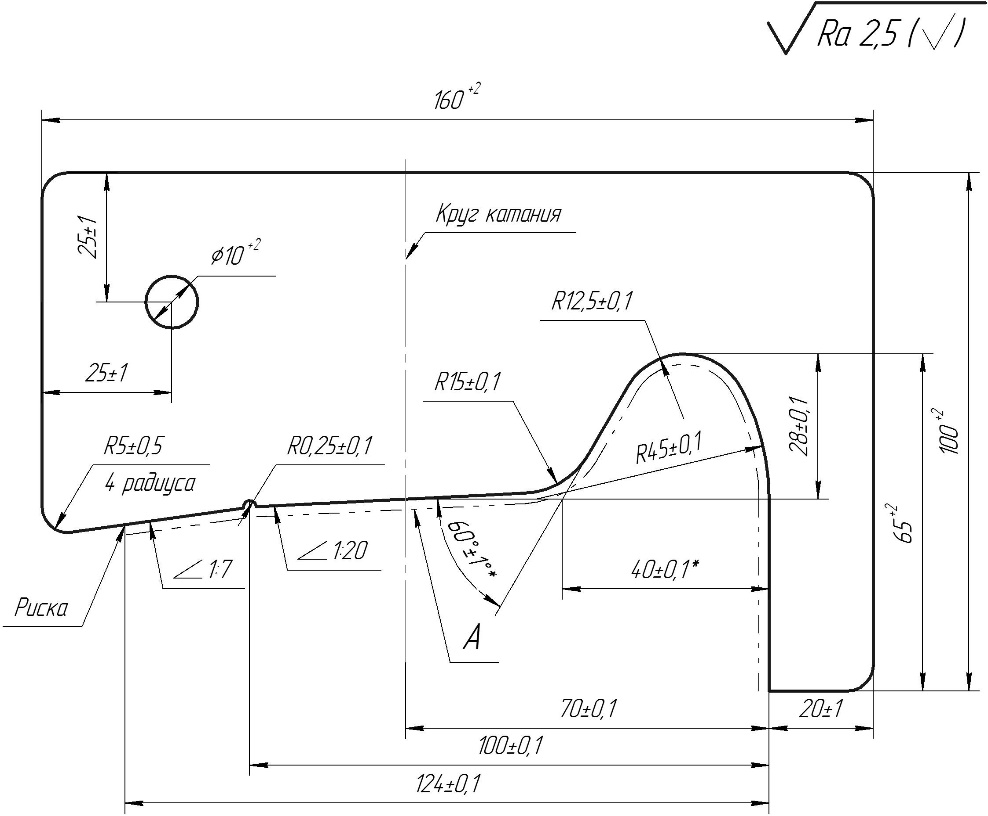 Ra 2,5 (√)
160⁺²
25±1
Круг катания
⌀10⁺²
R12,5±0,1
25±1
R15±0,1
28±0,1
100⁺²
R5±0,5
4 радиуса
R0,25±0,1
R45±0,1
65⁺²
60°±1°*
∠1:7
∠1:20
40±0,1*
Риска
А
70±0,1
20±1
100±0,1
124±0,1